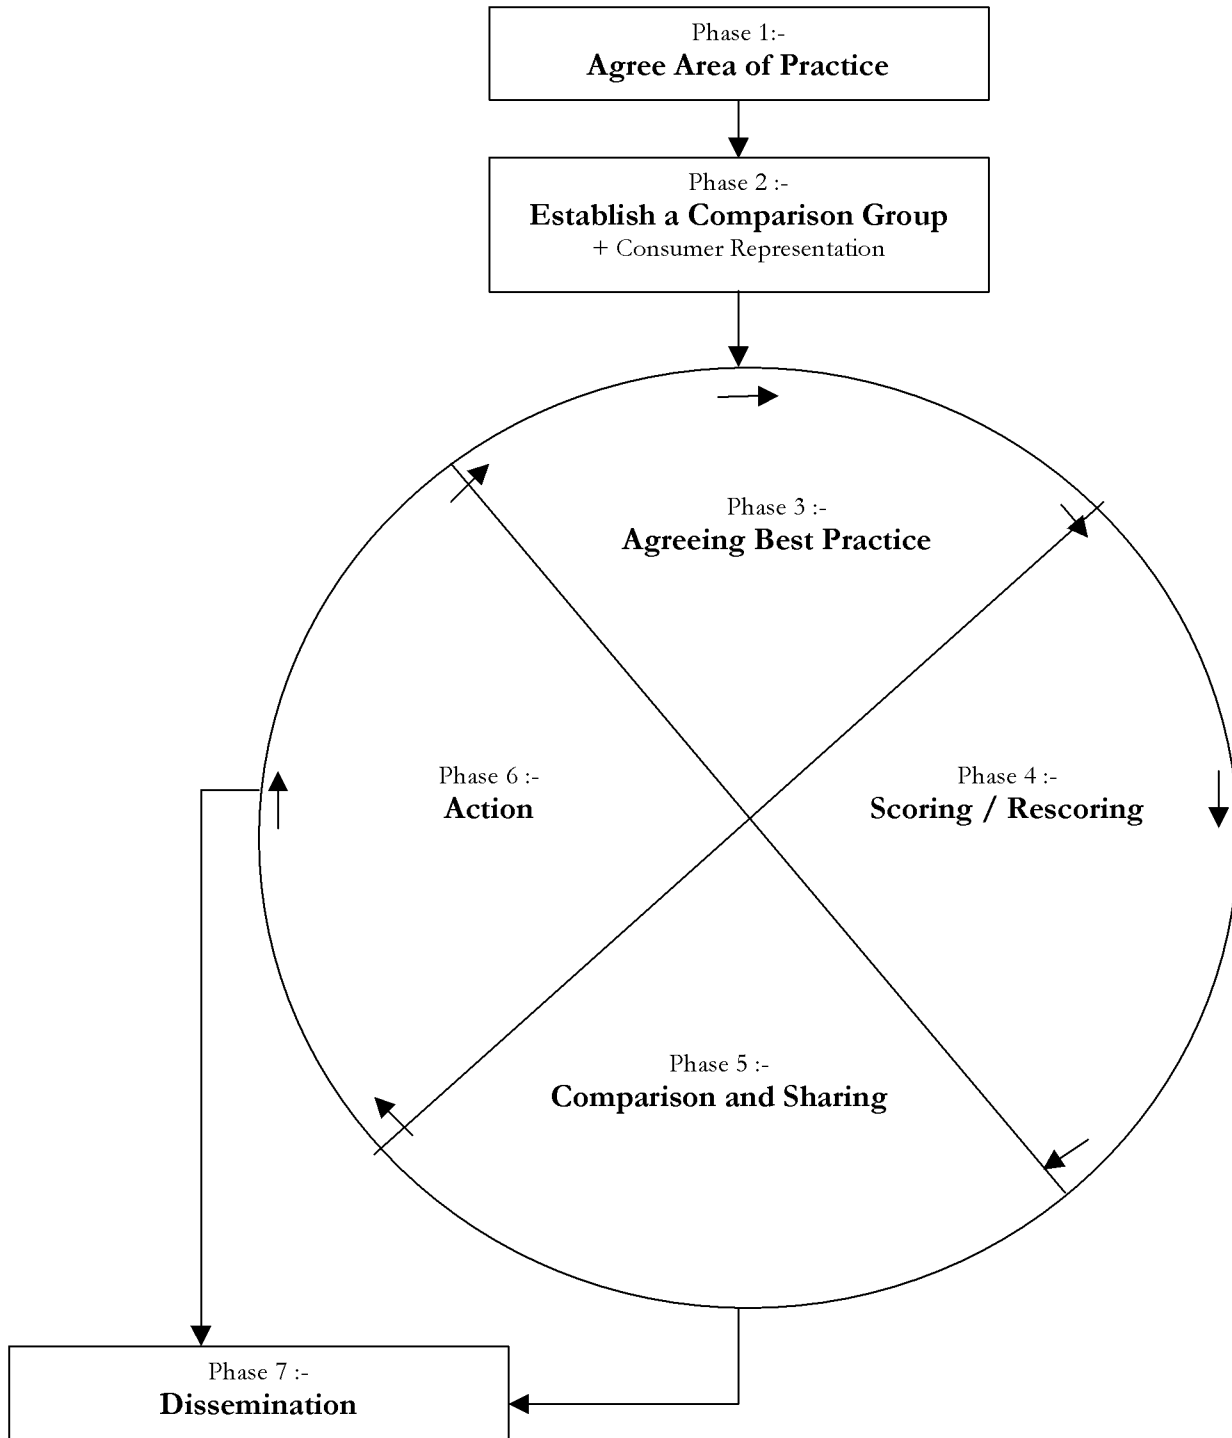 Phase 1:-
Agree Area of Practice
Phase 2 :-
Establish a Comparison Group
+ Consumer Representation
Phase 3 :-
Agreeing Best Practice
Phase 4 :-
Scoring / Rescoring
Phase 5 :-
Comparison and Sharing
Phase 6 :-
Action
Phase 7 :-
Dissemination